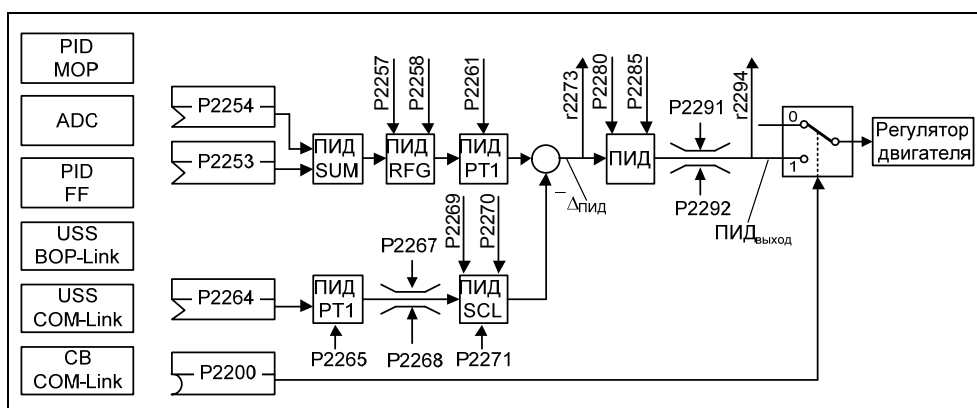 PID
MOP
ADC
PID
FF
USS
BOP-Link
USS
COM-Link
CB
COM-Link
P2254
P2253
P2264
P2200
ПИД
SUM
P2257
P2258
ПИД
RFG
P2261
ПИД
PT1
r2273
−
Δпид
P2280
P2285
ПИД
P2291
P2292
r2294
ПИДвыход
0
1
Регулятор
двигателя
ПИД
PT1
P2265
P2267
P2268
P2269
P2270
ПИД
SCL
P2271